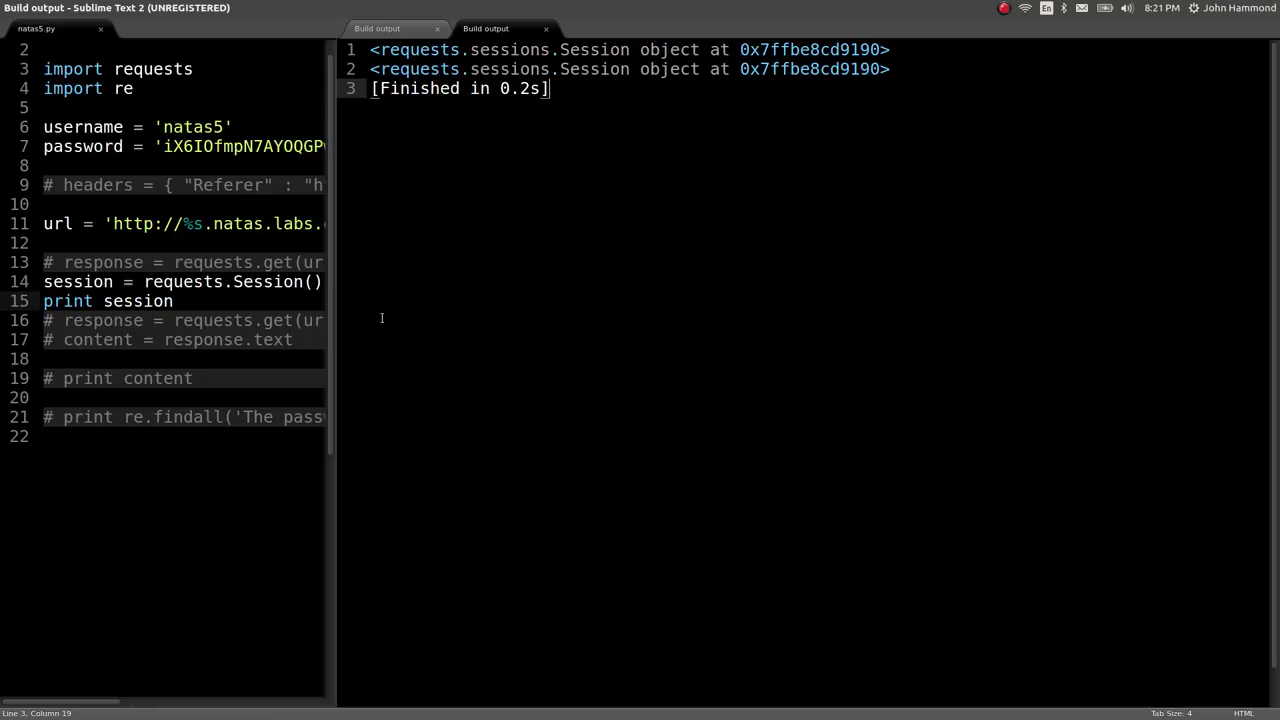 Build output - Sublime Text 2 (UNREGISTERED)
En
8:21 PM
John Hammond
natas5.py
Build output
Build output
2
3 import requests
4 import re
5
6 username = 'natas5'
7 password = 'iX6IOfmpN7AYOQGPw
8
9 # headers = { "Referer" : "h
10
11 url = 'http://%s.natas.labs.
12
13 # response = requests.get(ur
14 session = requests.Session()
15 print session
16 # response = requests.get(ur
17 # content = response.text
18
19 # print content
20
21 # print re.findall('The pass
22
1 <requests.sessions.Session object at 0x7ffbe8cd9190>
2 <requests.sessions.Session object at 0x7ffbe8cd9190>
3 [Finished in 0.2s]
Line 3, Column 19
Tab Size: 4
HTML